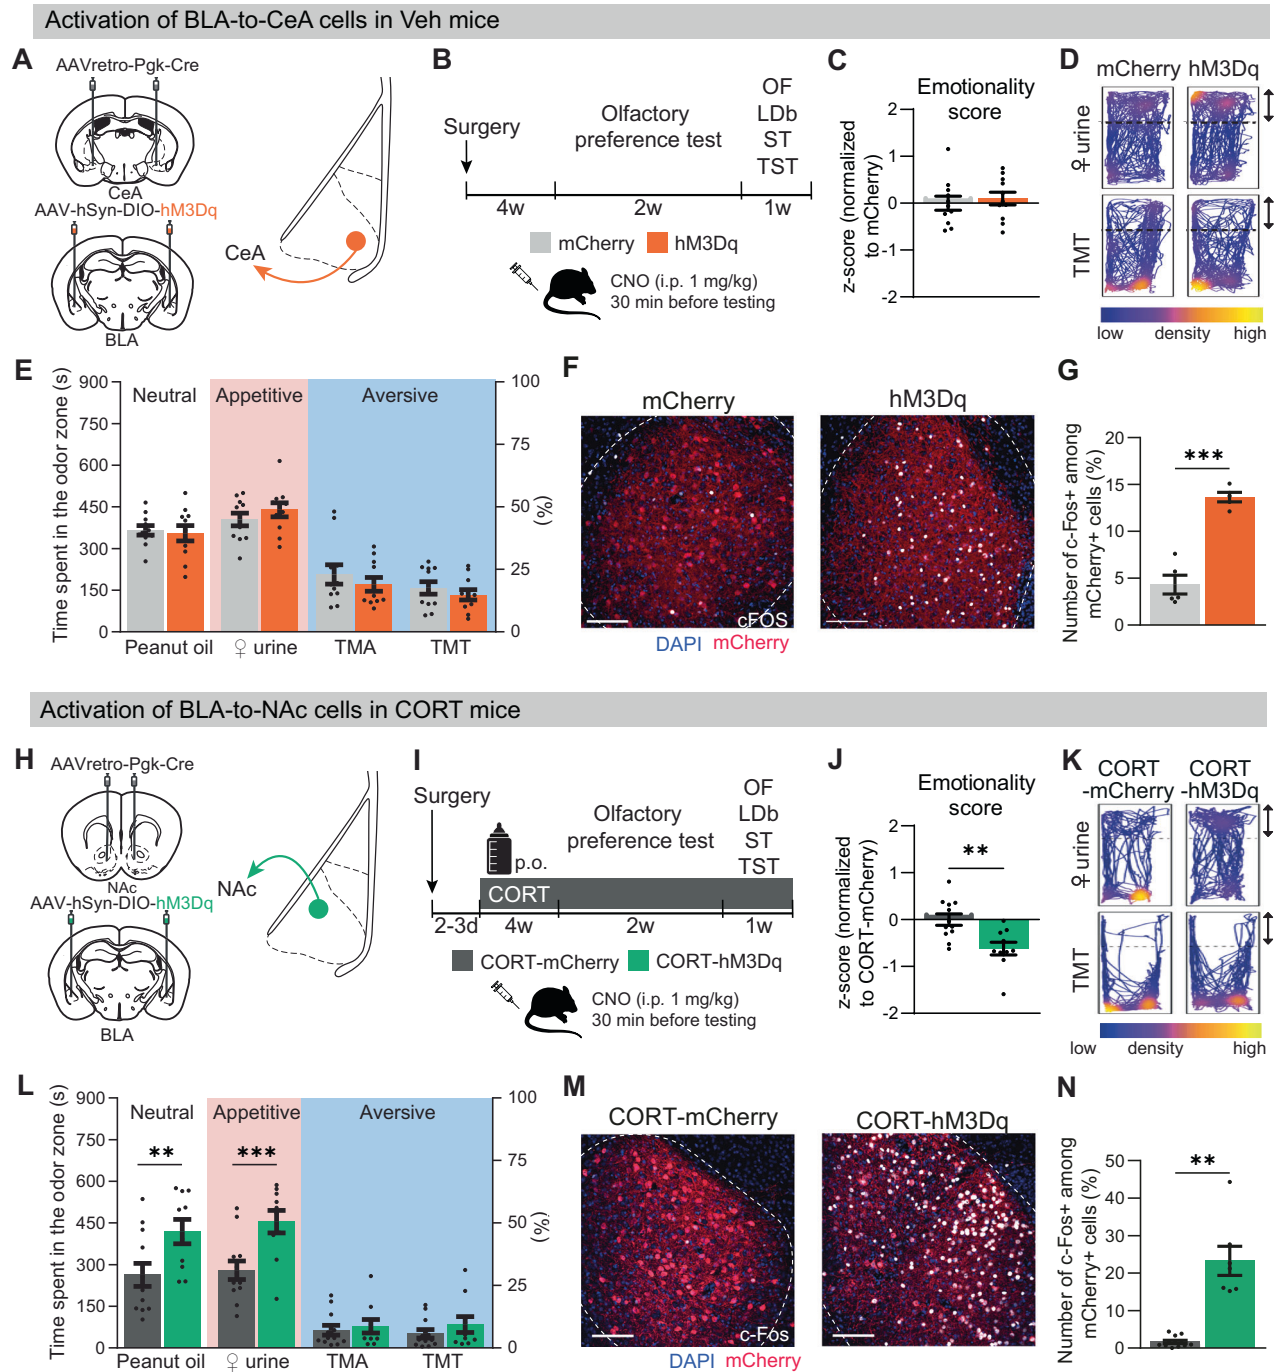 Activation of BLA-to-CeA cells in Veh mice
A
AAVretro-Pgk-Cre
CeA
AAV-hSyn-DIO-hM3Dq
BLA
CeA
B
Surgery
Olfactory
preference test
OF
LDb
ST
TST
4w
2w
1w
mCherry
hM3Dq
CNO (i.p. 1 mg/kg)
30 min before testing
C
Emotionality
score
z-score (normalized
to mCherry)
2
1
0
-1
-2
D
mCherry hM3Dq
♀ urine
TMT
low density high
E
Time spent in the odor zone (s)
900
750
600
450
300
150
0
Neutral
Appetitive
Aversive
100
75
50
25
0
(%)
Peanut oil
♀ urine
TMA
TMT
F
mCherry
hM3Dq
cFOS
DAPI mCherry
G
Number of c-Fos+ among
mCherry+ cells (%)
20
15
10
5
0
***
Activation of BLA-to-NAc cells in CORT mice
H
AAVretro-Pgk-Cre
NAc
AAV-hSyn-DIO-hM3Dq
BLA
NAc
I
Surgery
p.o.
Olfactory
preference test
OF
LDb
ST
TST
CORT
2-3d
4w
2w
1w
CORT-mCherry
CORT-hM3Dq
CNO (i.p. 1 mg/kg)
30 min before testing
J
Emotionality
score
z-score (normalized
to CORT-mCherry)
2
1
0
-1
-2
**
K
CORT
-mCherry
CORT
-hM3Dq
♀ urine
TMT
low density high
L
Time spent in the odor zone (s)
900
750
600
450
300
150
0
Neutral
Appetitive
Aversive
**
***
100
75
50
25
0
(%)
Peanut oil
♀ urine
TMA
TMT
M
CORT-mCherry
CORT-hM3Dq
c-Fos
DAPI mCherry
N
Number of c-Fos+ among
mCherry+ cells (%)
50
40
30
20
10
0
**